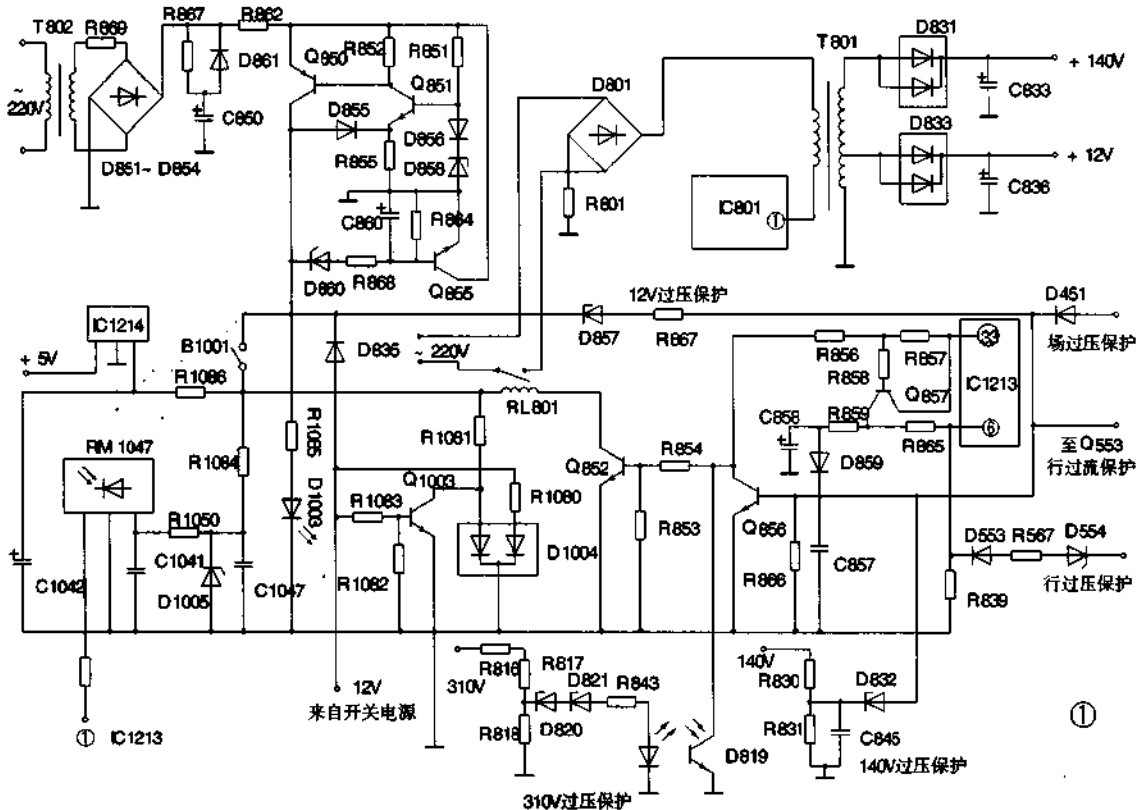 T802
R869
R867
R862
D861
~
220V
C850
D851~ D854
Q850
R852
R851
Q851
D855
D856
R855
D858
C860
R864
D860
R868
Q855
D801
R801
T801
IC801
①
D831
+ 140V
C833
D833
+ 12V
C836
IC1214
+ 5V
B1001
R1086
D835
~ 220V
RL801
12V过压保护
D857
R867
D451
场过压保护
R856
R857
R858
33
IC1213
Q857
C858
R859
R865
⑥
D859
至Q553
行过流保护
RM 1047
R1084
R1085
D1003
R1081
Q1003
R1083
R1080
R1082
D1004
Q852
R854
R853
Q856
R866
C857
D553
R567
D554
R839
行过压保护
R1050
C1041
C1042
D1005
C1047
① IC1213
12V
来自开关电源
310V
R816
R817
D821
R843
R818
D820
310V过压保护
D819
140V
R830
D832
R831
C845
140V过压保护
①